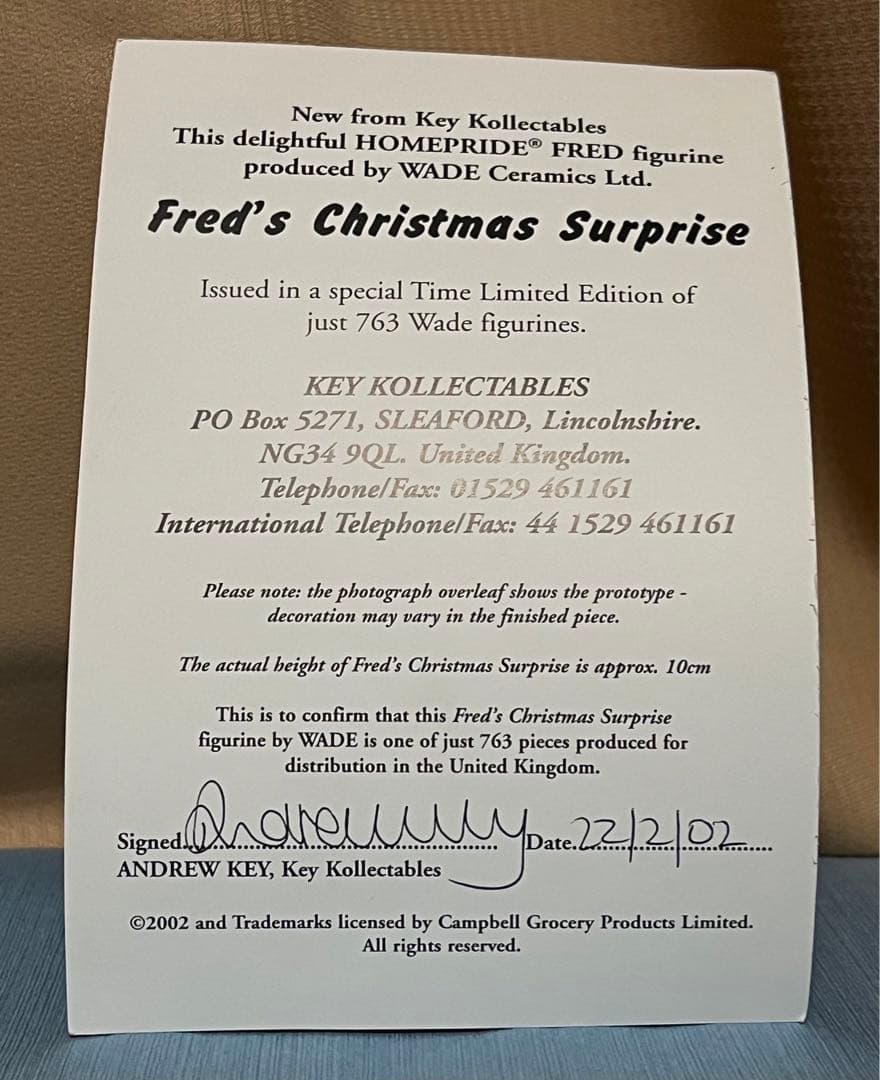 New from Key Kollectables
This delightful HOMEPRIDE® FRED figurine
produced by WADE Ceramics Ltd.
Fred's Christmas Surprise
Issued in a special Time Limited Edition of
just 763 Wade figurines.
KEY KOLLECTABLES
PO Box 5271, SLEAFORD, Lincolnshire.
NG34 9QL. United Kingdom.
Telephone/Fax: 01529 461161
International Telephone/Fax: 44 1529 461161
Please note: the photograph overleaf shows the prototype -
decoration may vary in the finished piece.
The actual height of Fred's Christmas Surprise is approx. 10cm
This is to confirm that this Fred's Christmas Surprise
figurine by WADE is one of just 763 pieces produced for
distribution in the United Kingdom.
Signed Andrew Key Date 22/2/02
ANDREW KEY, Key Kollectables
©2002 and Trademarks licensed by Campbell Grocery Products Limited.
All rights reserved.